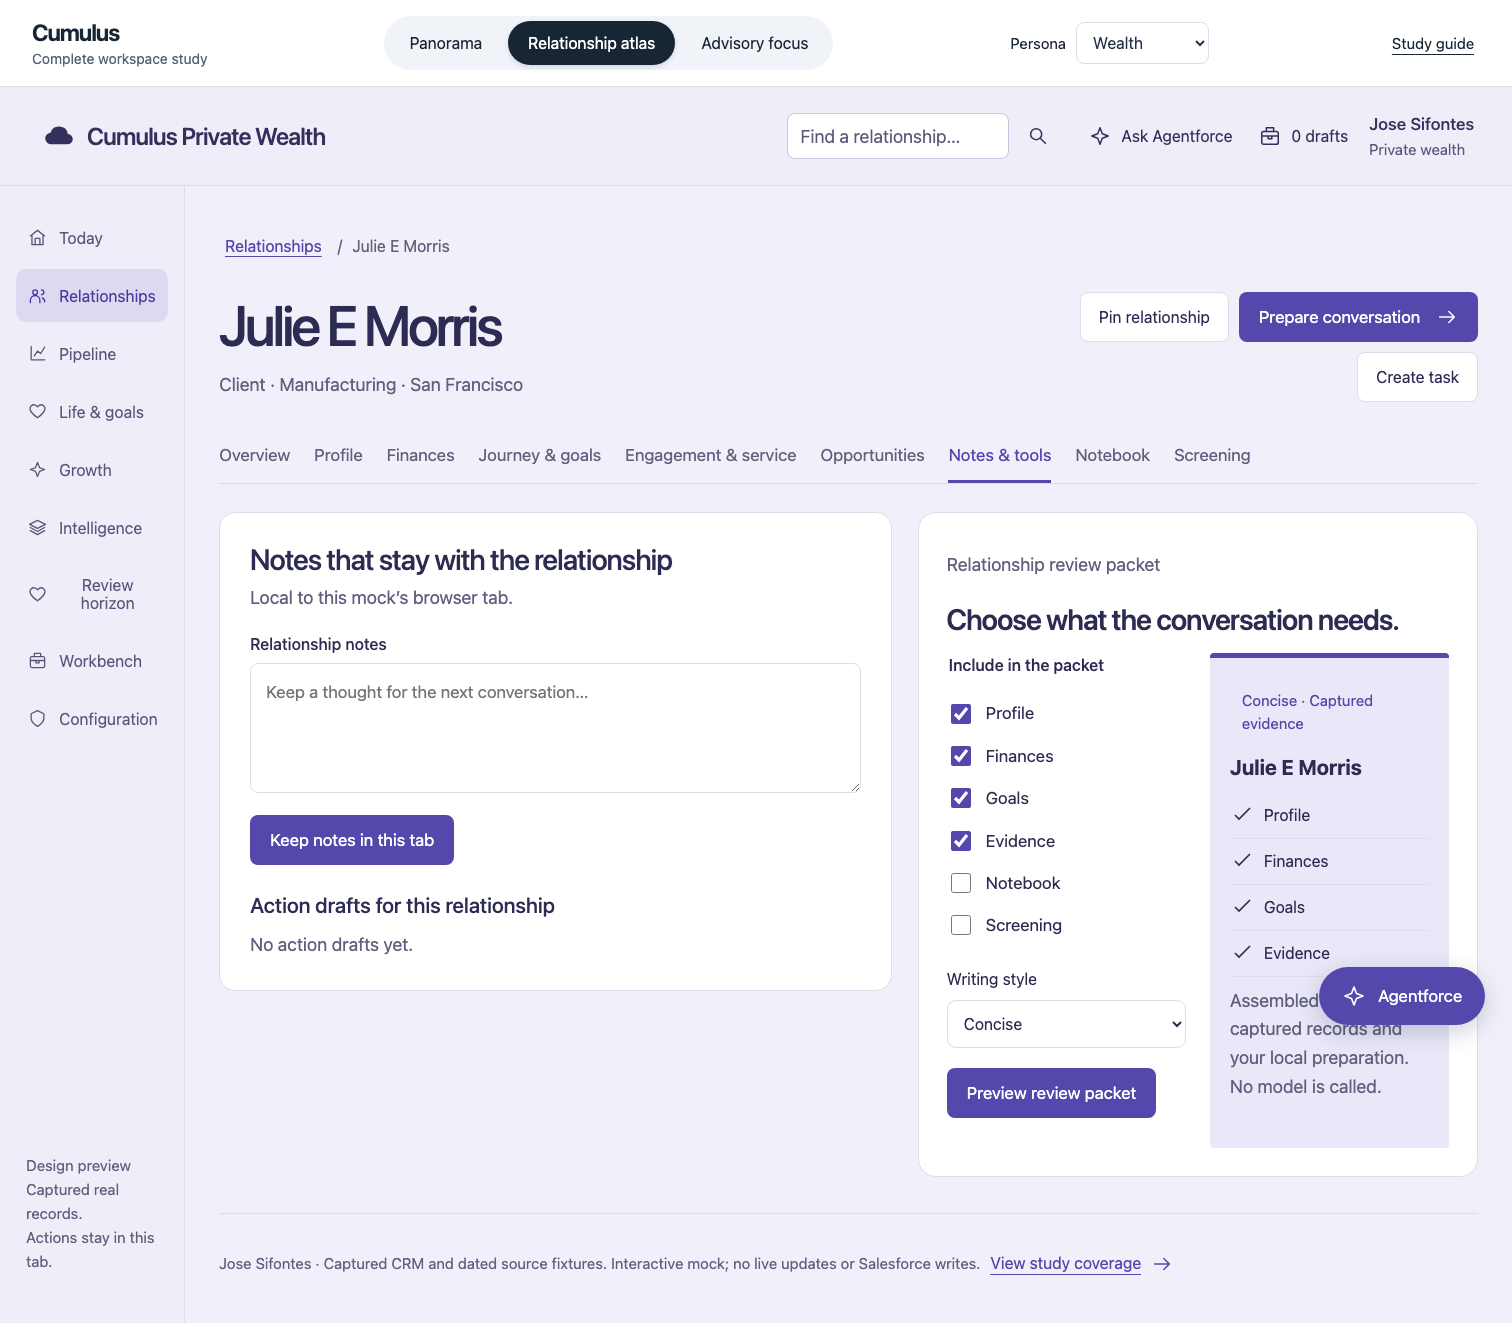 Cumulus
Complete workspace study
Panorama
Relationship atlas
Advisory focus
Persona
Wealth
Study guide
Cumulus Private Wealth
Find a relationship...
Ask Agentforce
0 drafts
Jose Sifontes
Private wealth
Today
Relationships
Pipeline
Life & goals
Growth
Intelligence
Review
horizon
Workbench
Configuration
Design preview
Captured real
records.
Actions stay in this
tab.
Relationships / Julie E Morris
Julie E Morris
Client · Manufacturing · San Francisco
Pin relationship
Prepare conversation
Create task
Overview
Profile
Finances
Journey & goals
Engagement & service
Opportunities
Notes & tools
Notebook
Screening
Notes that stay with the relationship
Local to this mock’s browser tab.
Relationship notes
Keep a thought for the next conversation...
Keep notes in this tab
Action drafts for this relationship
No action drafts yet.
Relationship review packet
Choose what the conversation needs.
Include in the packet
Profile
Finances
Goals
Evidence
Notebook
Screening
Writing style
Concise
Preview review packet
Concise · Captured
evidence
Julie E Morris
Profile
Finances
Goals
Evidence
Assembled
captured records and
your local preparation.
No model is called.
Agentforce
Jose Sifontes · Captured CRM and dated source fixtures. Interactive mock; no live updates or Salesforce writes.
View study coverage